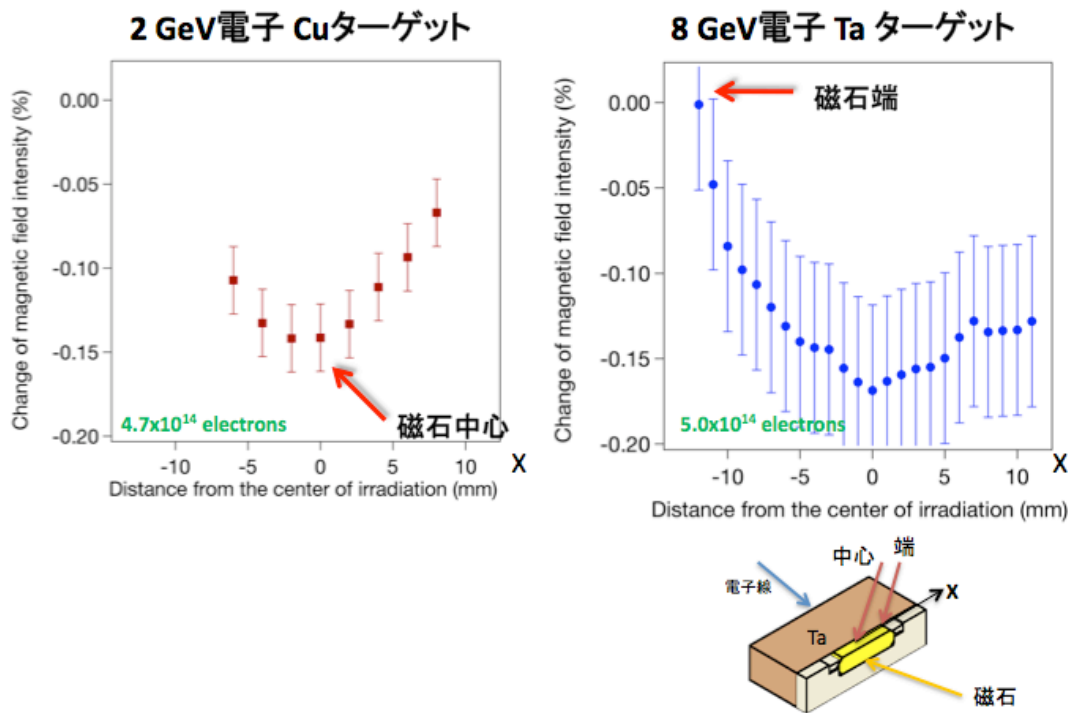 2 GeV電子 Cuターゲット
Change of magnetic field intensity (%)
0.00
-0.05
-0.10
-0.15
-0.20
磁石中心
4.7x10¹⁴ electrons
-10 -5 0 5 10 X
Distance from the center of irradiation (mm)
8 GeV電子 Ta ターゲット
Change of magnetic field intensity (%)
0.00
-0.05
-0.10
-0.15
-0.20
磁石端
5.0x10¹⁴ electrons
-10 -5 0 5 10 X
Distance from the center of irradiation (mm)
中心 端
電子線
X
Ta
磁石